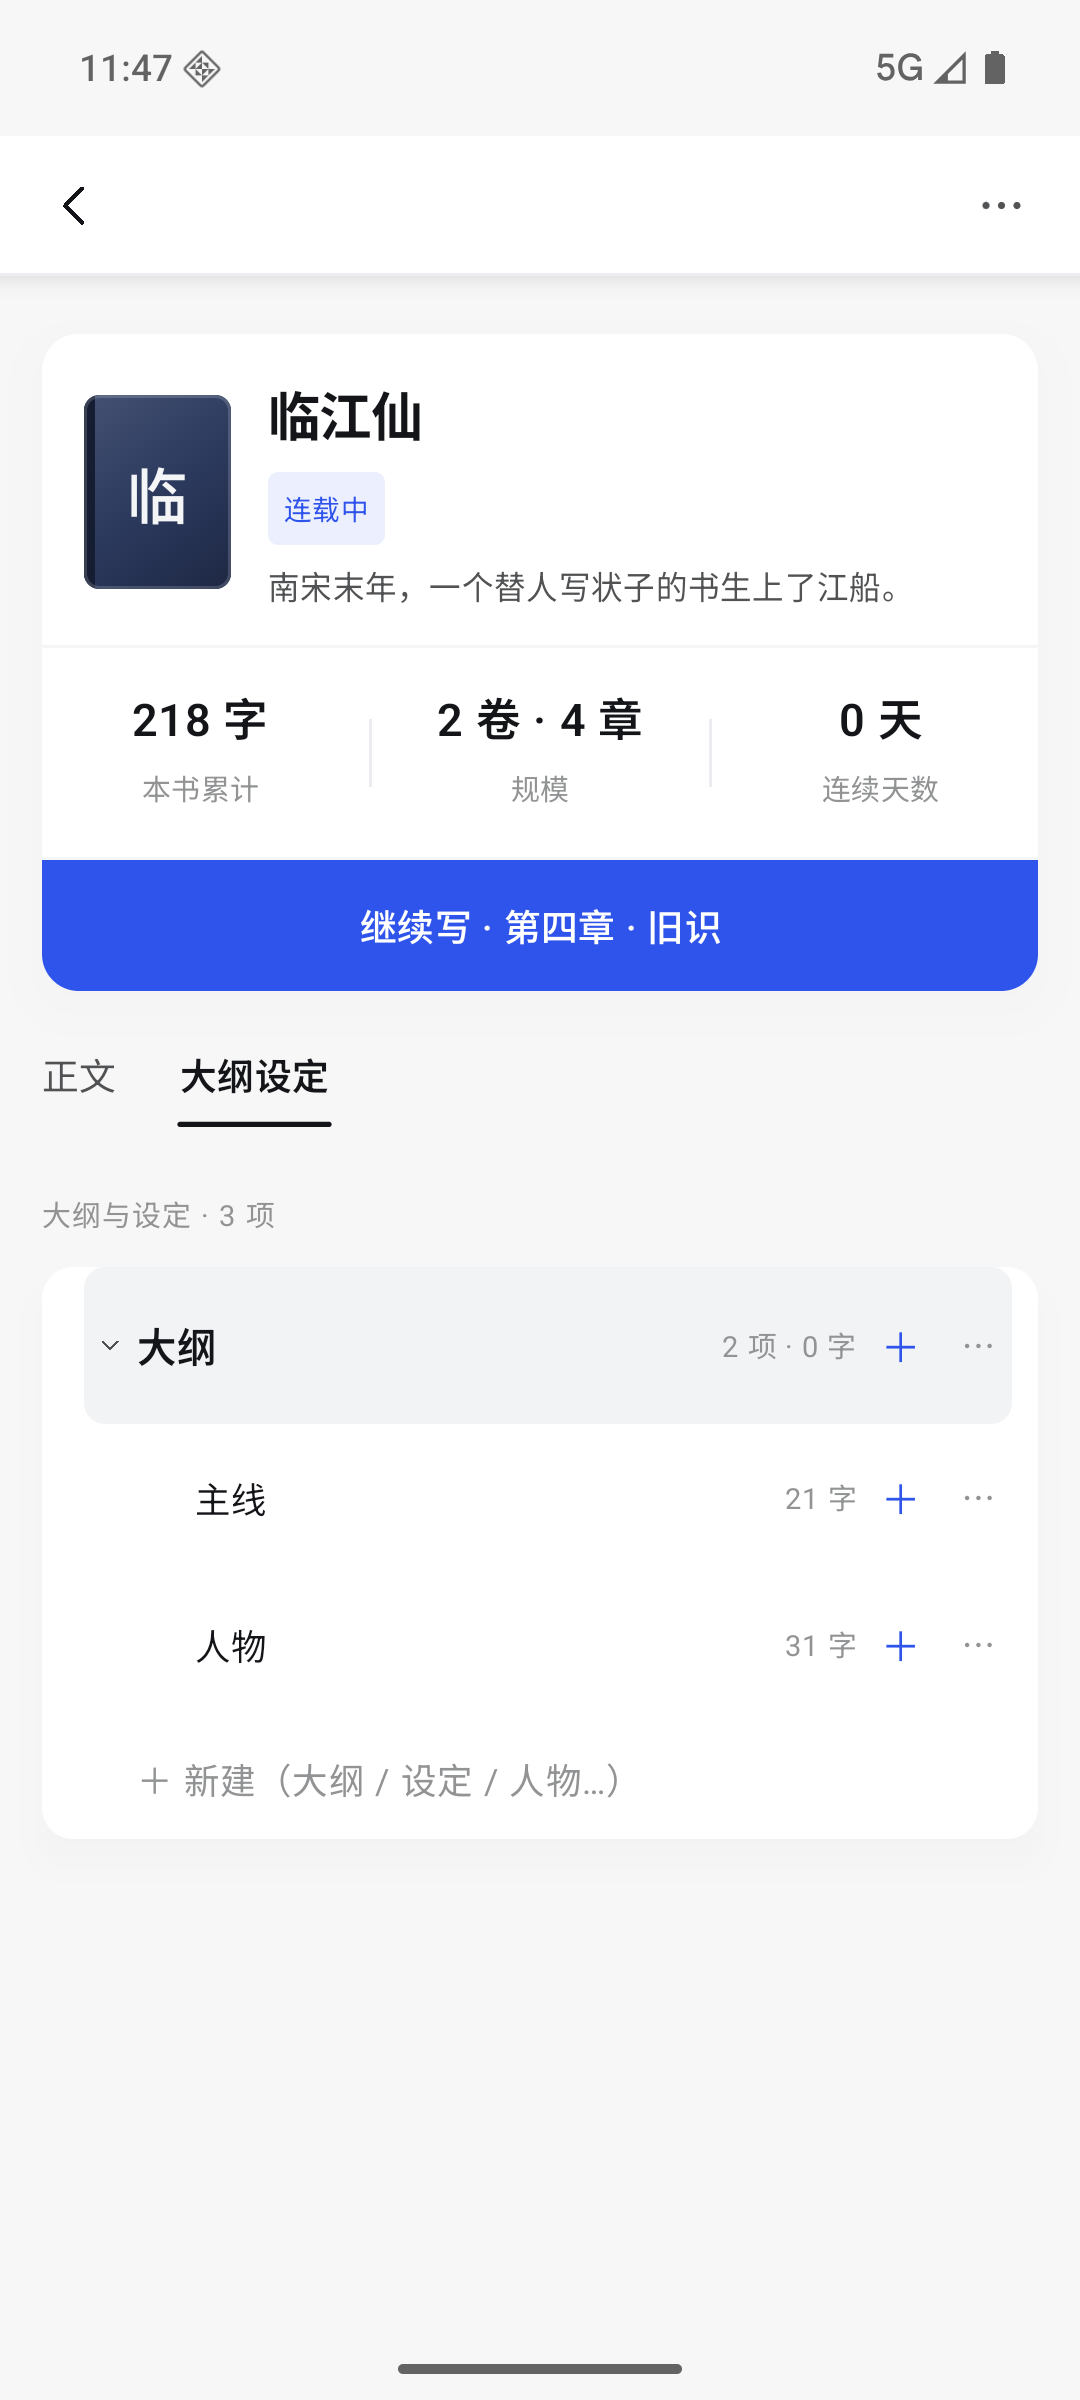 11:47
5G
临江仙
临
连载中
南宋末年，一个替人写状子的书生上了江船。
218 字
2 卷 · 4 章
0 天
本书累计
规模
连续天数
继续写 · 第四章 · 旧识
正文
大纲设定
大纲与设定 · 3 项
大纲
2 项 · 0 字
主线
21 字
人物
31 字
新建（大纲 / 设定 / 人物…）